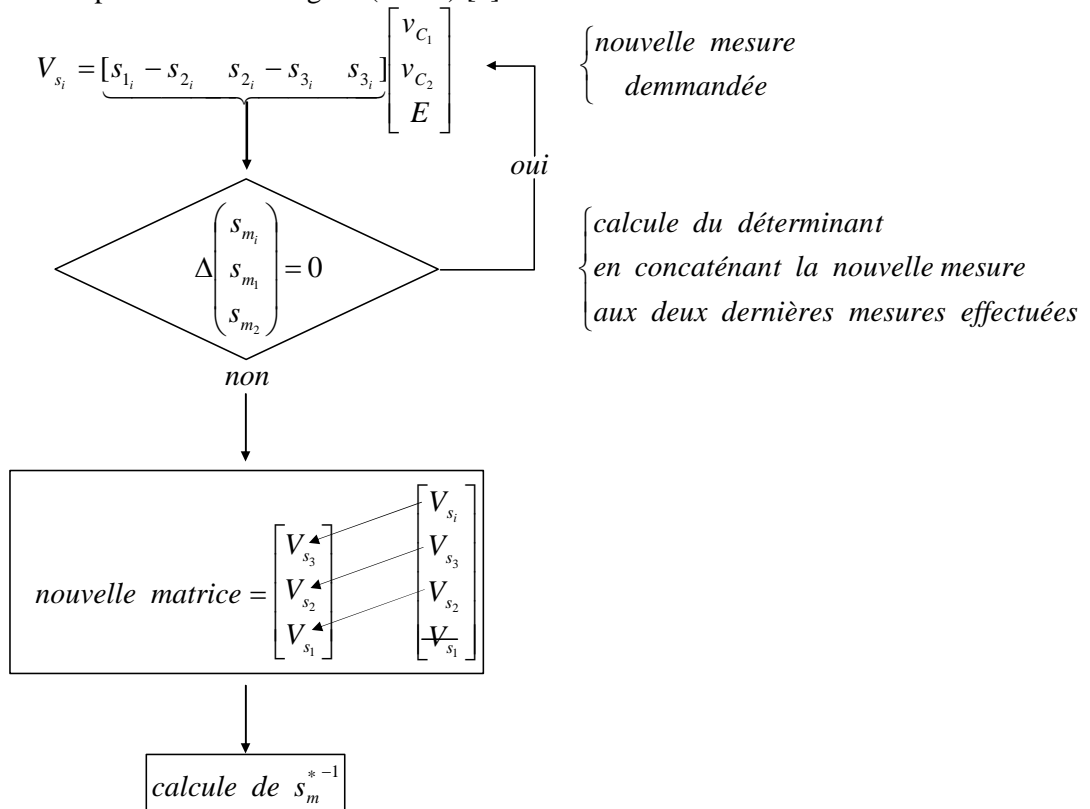 V_{s_i} = [s_{1_i} − s_{2_i}  s_{2_i} − s_{3_i}  s_{3_i}] [v_{C_1} v_{C_2} E]
{nouvelle mesure
demmandée
oui
Δ(s_{m_i} s_{m_1} s_{m_2}) = 0
{calcule du déterminant
en concaténant la nouvelle mesure
aux deux dernières mesures effectuées
non
nouvelle matrice = [V_{s_3} V_{s_2} V_{s_1}] [V_{s_i} V_{s_3} V_{s_2} V_{s_1}]
calcule de s_m^{* −1}